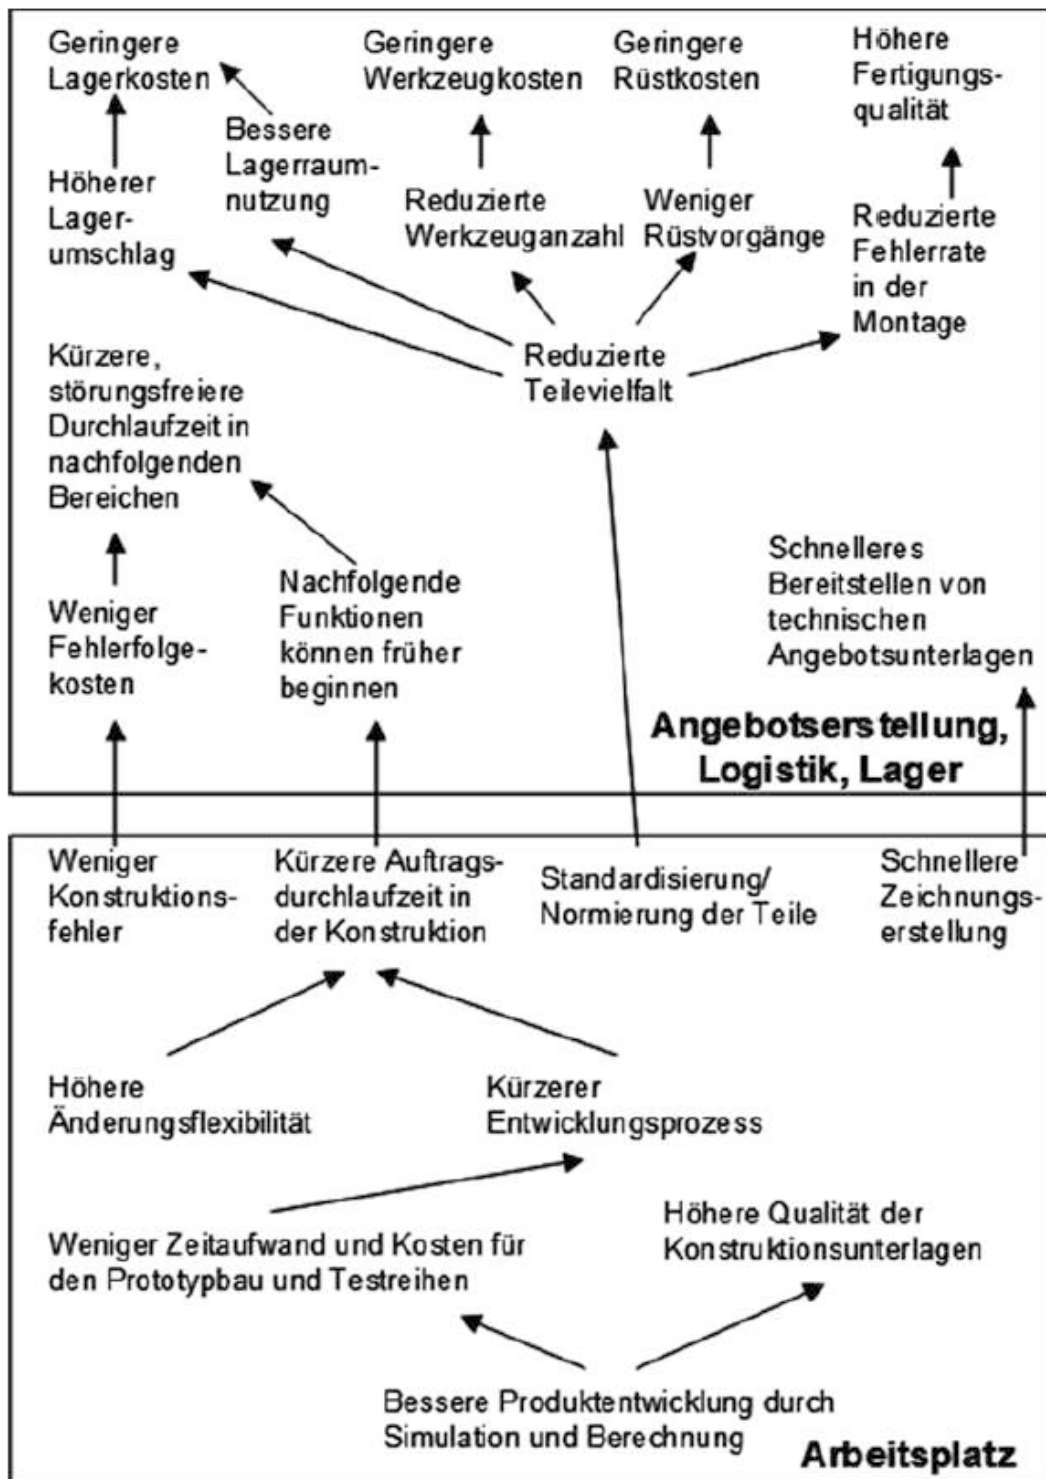 Geringere
Lagerkosten
Geringere
Werkzeugkosten
Geringere
Rüstkosten
Höhere
Fertigungs-
qualität
Bessere
Lagerraum-
nutzung
Höherer
Lager-
umschlag
Reduzierte
Werkzeuganzahl
Weniger
Rüstvorgänge
Reduzierte
Fehlerrate
in der
Montage
Kürzere,
störungsfreiere
Durchlaufzeit in
nachfolgenden
Bereichen
Reduzierte
Teilevielfalt
Weniger
Fehlerfolge-
kosten
Nachfolgende
Funktionen
können früher
beginnen
Schnelleres
Bereitstellen von
technischen
Angebotsunterlagen
Angebotserstellung,
Logistik, Lager
Weniger
Konstruktions-
fehler
Kürzere Auftrags-
durchlaufzeit in
der Konstruktion
Standardisierung/
Normierung der Teile
Schnellere
Zeichnungs-
erstellung
Höhere
Änderungsflexibilität
Kürzerer
Entwicklungsprozess
Weniger Zeitaufwand und Kosten für
den Prototypbau und Testreihen
Höhere Qualität der
Konstruktionsunterlagen
Bessere Produktentwicklung durch
Simulation und Berechnung
Arbeitsplatz